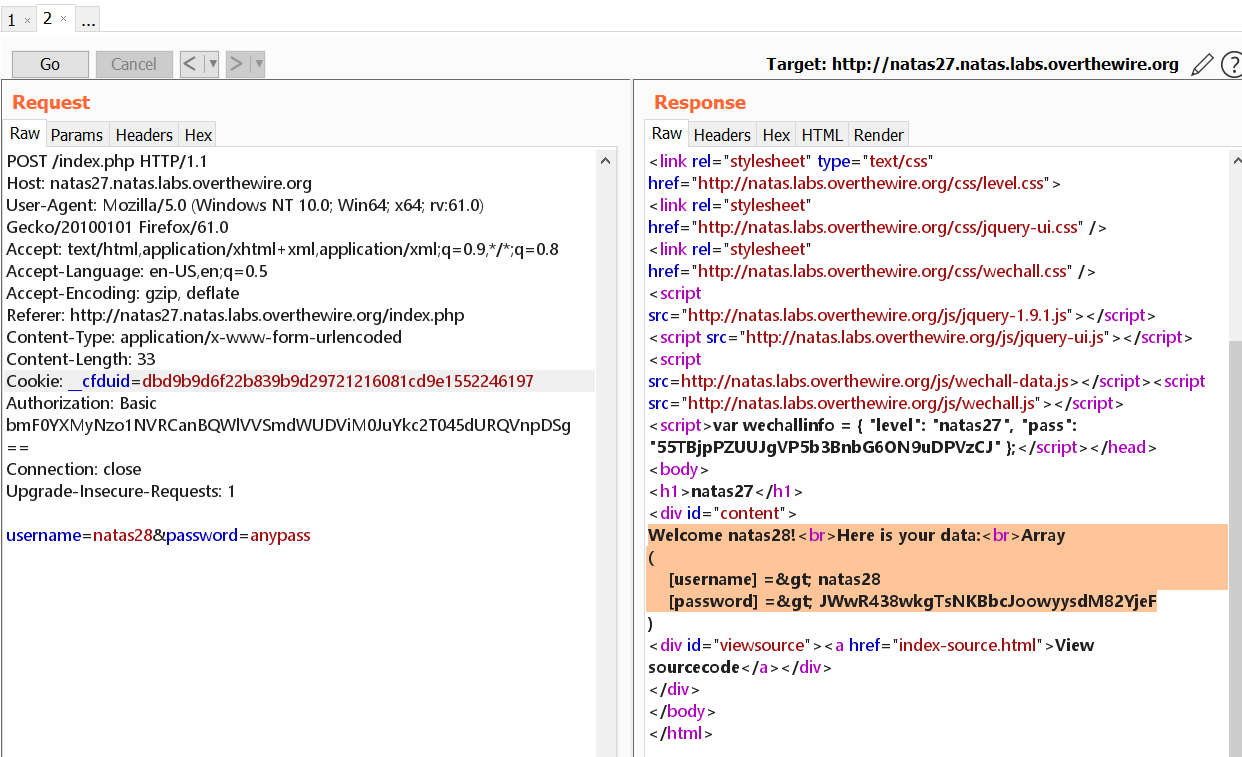 1 × 2 × ...
Go Cancel < ▼ > ▼ Target: http://natas27.natas.labs.overthewire.org ?
Request
Raw Params Headers Hex
POST /index.php HTTP/1.1
Host: natas27.natas.labs.overthewire.org
User-Agent: Mozilla/5.0 (Windows NT 10.0; Win64; x64; rv:61.0)
Gecko/20100101 Firefox/61.0
Accept: text/html,application/xhtml+xml,application/xml;q=0.9,*/*;q=0.8
Accept-Language: en-US,en;q=0.5
Accept-Encoding: gzip, deflate
Referer: http://natas27.natas.labs.overthewire.org/index.php
Content-Type: application/x-www-form-urlencoded
Content-Length: 33
Cookie: __cfduid=dbd9b9d6f22b839b9d29721216081cd9e1552246197
Authorization: Basic
bmF0YXMyNzo1NVRCanBQWlVVSmdWUDViM0JuYkc2T045dURQVnpDSg
==
Connection: close
Upgrade-Insecure-Requests: 1
username=natas28&password=anypass
Response
Raw Headers Hex HTML Render
<link rel="stylesheet" type="text/css"
href="http://natas.labs.overthewire.org/css/level.css">
<link rel="stylesheet"
href="http://natas.labs.overthewire.org/css/jquery-ui.css" />
<link rel="stylesheet"
href="http://natas.labs.overthewire.org/css/wechall.css" />
<script
src="http://natas.labs.overthewire.org/js/jquery-1.9.1.js"></script>
<script src="http://natas.labs.overthewire.org/js/jquery-ui.js"></script>
<script
src=http://natas.labs.overthewire.org/js/wechall-data.js></script><script
src="http://natas.labs.overthewire.org/js/wechall.js"></script>
<script>var wechallinfo = { "level": "natas27", "pass":
"55TBjpPZUUJgVP5b3BnbG6ON9uDPVzCJ" };</script></head>
<body>
<h1>natas27</h1>
<div id="content">
Welcome natas28!<br>Here is your data:<br>Array
(
[username] =&gt; natas28
[password] =&gt; JWwR438wkgTsNKBbcJoowyysdM82YjeF
)
<div id="viewsource"><a href="index-source.html">View
sourcecode</a></div>
</div>
</body>
</html>